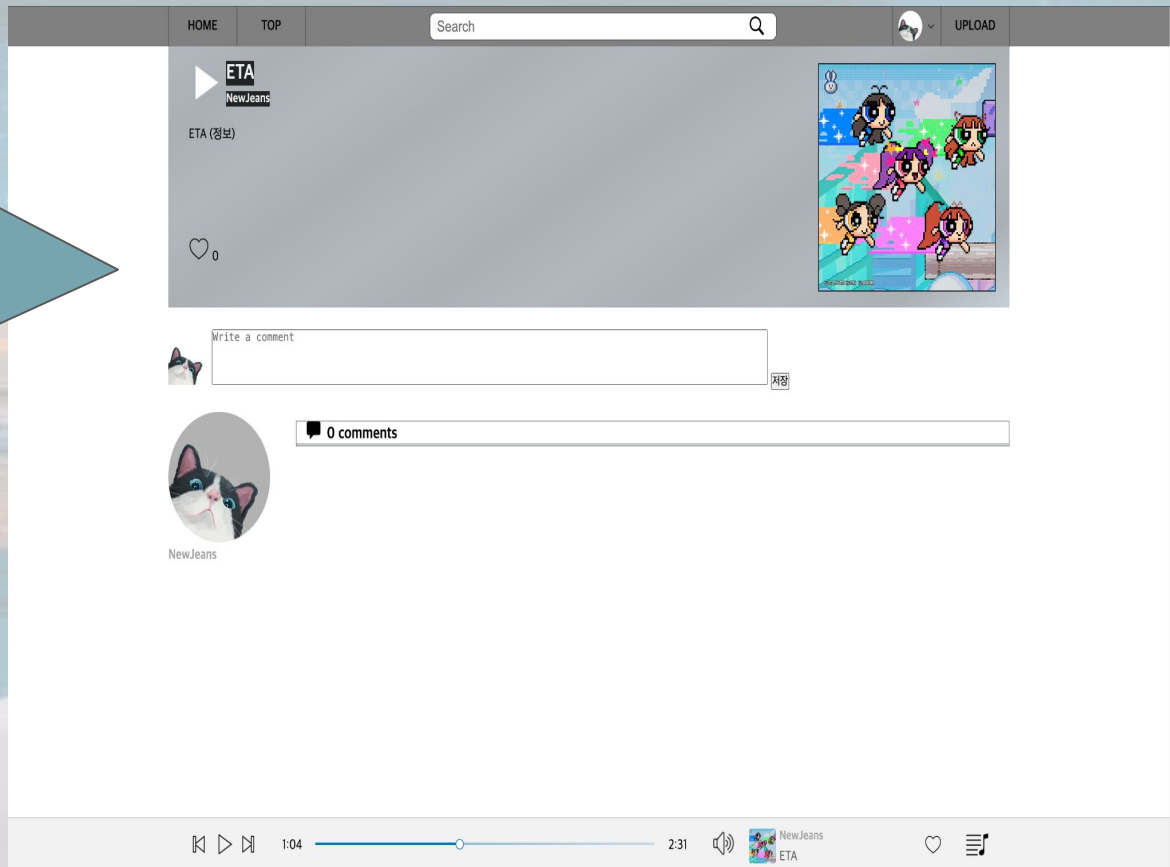 HOME TOP Search UPLOAD
ETA
NewJeans
ETA (정보)
0
Write a comment
저장
0 comments
NewJeans
1:04 2:31 NewJeans
ETA